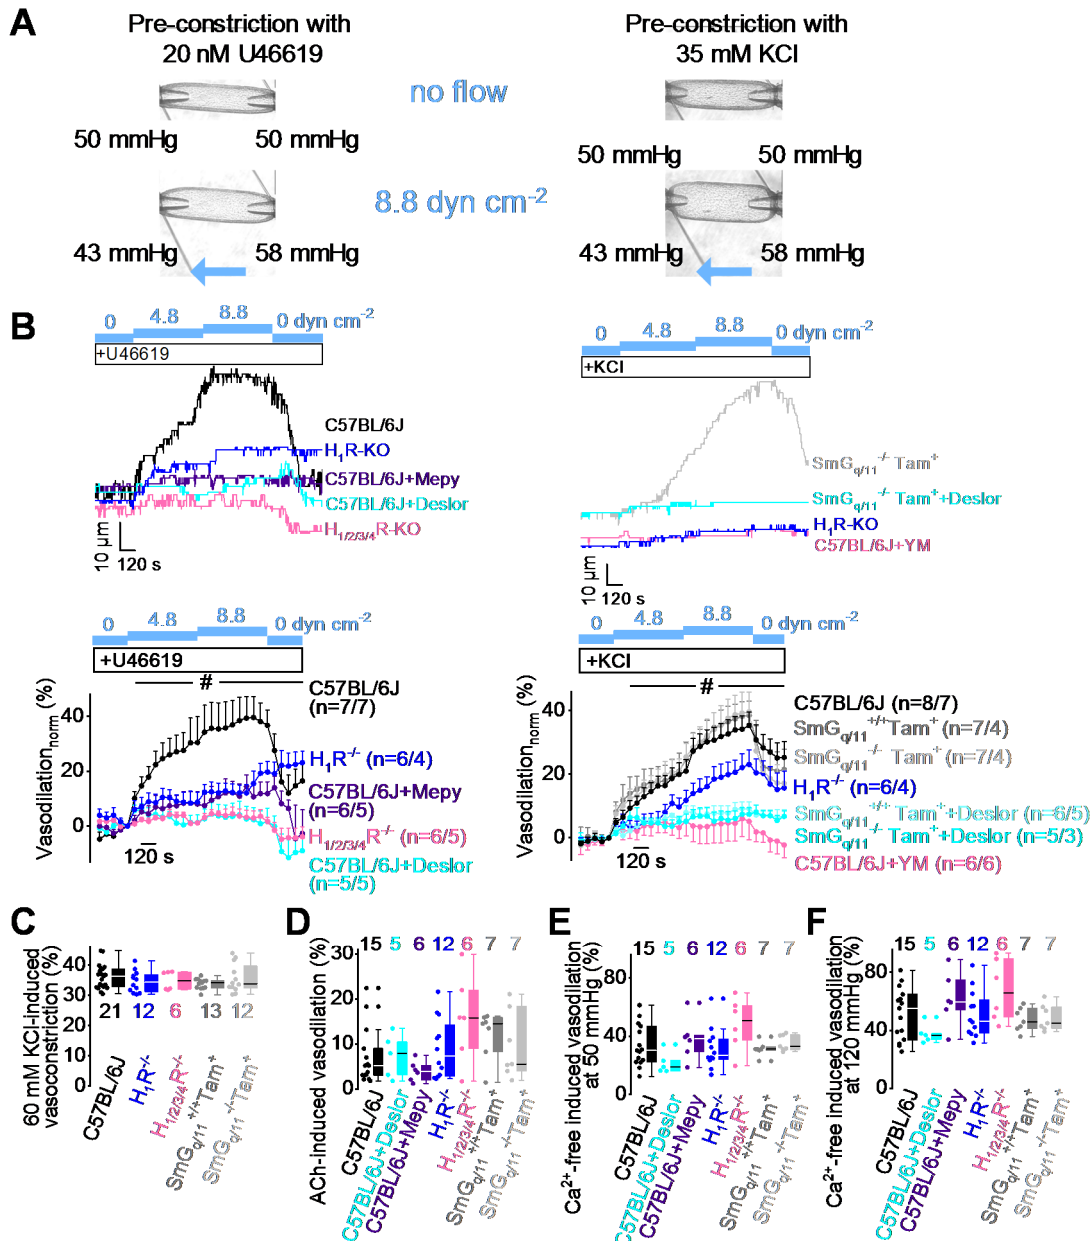 A
Pre-constriction with
20 nM U46619
Pre-constriction with
35 mM KCl
no flow
50 mmHg 50 mmHg
50 mmHg 50 mmHg
8.8 dyn cm-2
43 mmHg 58 mmHg
43 mmHg 58 mmHg
B
0 4.8 8.8 0 dyn cm-2
+U46619
C57BL/6J
H1R-KO
C57BL/6J+Mepy
C57BL/6J+Deslor
H1/2/3/4R-KO
10 µm
120 s
0 4.8 8.8 0 dyn cm-2
+KCl
SmGq/11-/- Tam+
SmGq/11-/- Tam++Deslor
H1R-KO
C57BL/6J+YM
10 µm
120 s
0 4.8 8.8 0 dyn cm-2
+U46619
#
Vasodilationnorm (%)
40
20
0
C57BL/6J
(n=7/7)
H1R-/- (n=6/4)
C57BL/6J+Mepy
(n=6/5)
H1/2/3/4R-/- (n=6/5)
C57BL/6J+Deslor
(n=5/5)
120 s
0 4.8 8.8 0 dyn cm-2
+KCl
#
Vasodilationnorm (%)
40
20
0
C57BL/6J (n=8/7)
SmGq/11+/+Tam+ (n=7/4)
SmGq/11-/- Tam+ (n=7/4)
H1R-/- (n=6/4)
SmGq/11+/+ Tam++Deslor (n=6/5)
SmGq/11-/- Tam++Deslor (n=5/3)
C57BL/6J+YM (n=6/6)
120 s
C
60 mM KCl-induced
vasoconstriction (%)
40
30
20
10
0
21 12 6 13 12
C57BL/6J
H1R-/-
H1/2/3/4R-/-
SmGq/11+/+Tam+
SmGq/11-/-Tam+
D
ACh-induced vasodilation (%)
30
20
10
0
15 5 6 12 6 7 7
C57BL/6J
C57BL/6J+Deslor
C57BL/6J+Mepy
H1R-/-
H1/2/3/4R-/-
SmGq/11+/+Tam+
SmGq/11-/-Tam+
E
Ca2+-free induced vasodilation
at 50 mmHg (%)
80
40
0
15 5 6 12 6 7 7
C57BL/6J
C57BL/6J+Deslor
C57BL/6J+Mepy
H1R-/-
H1/2/3/4R-/-
SmGq/11+/+Tam+
SmGq/11-/-Tam+
F
Ca2+-free induced vasodilation
at 120 mmHg (%)
80
40
0
15 5 6 12 6 7 7
C57BL/6J
C57BL/6J+Deslor
C57BL/6J+Mepy
H1R-/-
H1/2/3/4R-/-
SmGq/11+/+Tam+
SmGq/11-/-Tam+